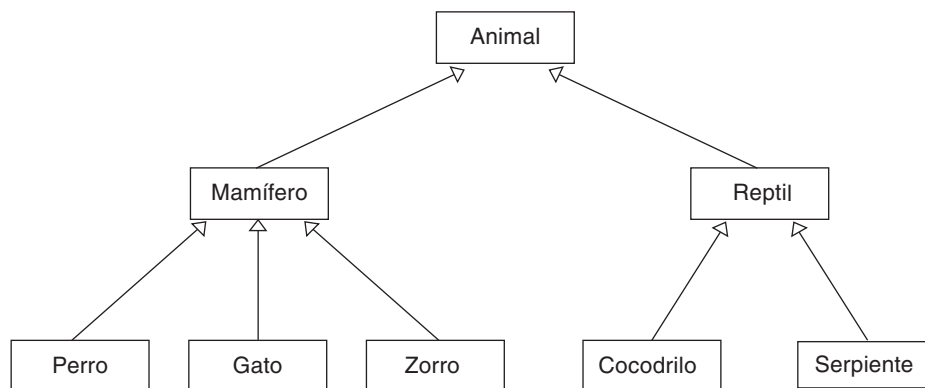 Animal
Mamífero
Reptil
Perro
Gato
Zorro
Cocodrilo
Serpiente